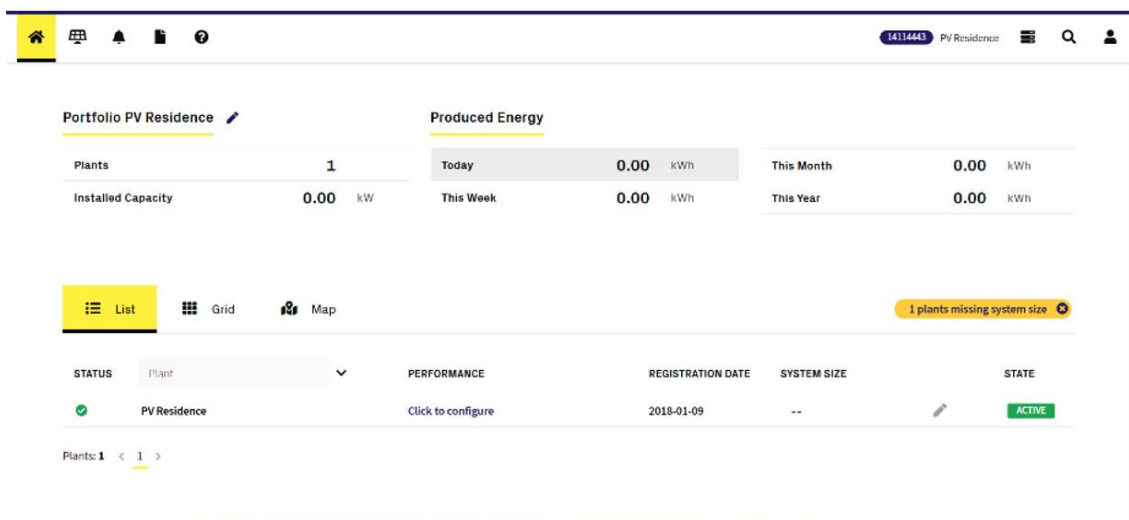 14114443 PV Residence
Portfolio PV Residence
Produced Energy
Plants 1
Today 0.00 kWh
This Month 0.00 kWh
Installed Capacity 0.00 kW
This Week 0.00 kWh
This Year 0.00 kWh
List Grid Map
1 plants missing system size
STATUS Plant PERFORMANCE REGISTRATION DATE SYSTEM SIZE STATE
PV Residence Click to configure 2018-01-09 -- ACTIVE
Plants: 1 < 1 >